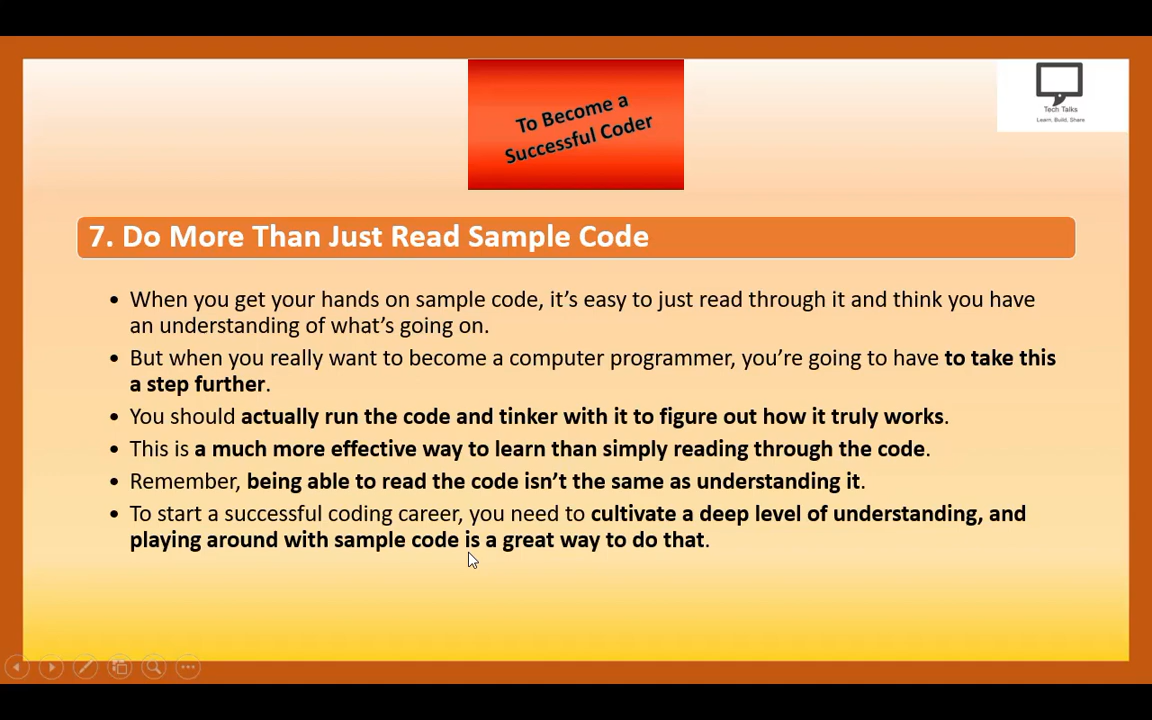 To Become a
Successful Coder
Tech Talks
Learn. Build. Share
7. Do More Than Just Read Sample Code
• When you get your hands on sample code, it’s easy to just read through it and think you have
an understanding of what’s going on.
• But when you really want to become a computer programmer, you’re going to have to take this
a step further.
• You should actually run the code and tinker with it to figure out how it truly works.
• This is a much more effective way to learn than simply reading through the code.
• Remember, being able to read the code isn’t the same as understanding it.
• To start a successful coding career, you need to cultivate a deep level of understanding, and
playing around with sample code is a great way to do that.